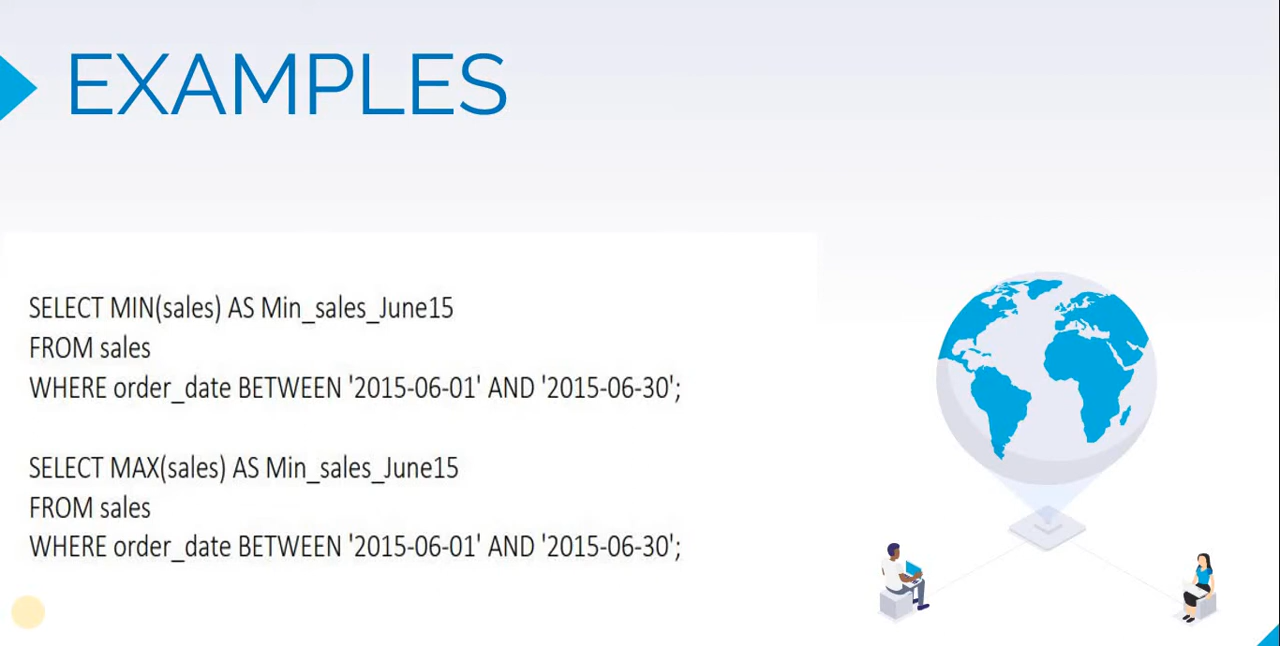 EXAMPLES
SELECT MIN(sales) AS Min_sales_June15
FROM sales
WHERE order_date BETWEEN '2015-06-01' AND '2015-06-30';
SELECT MAX(sales) AS Min_sales_June15
FROM sales
WHERE order_date BETWEEN '2015-06-01' AND '2015-06-30';